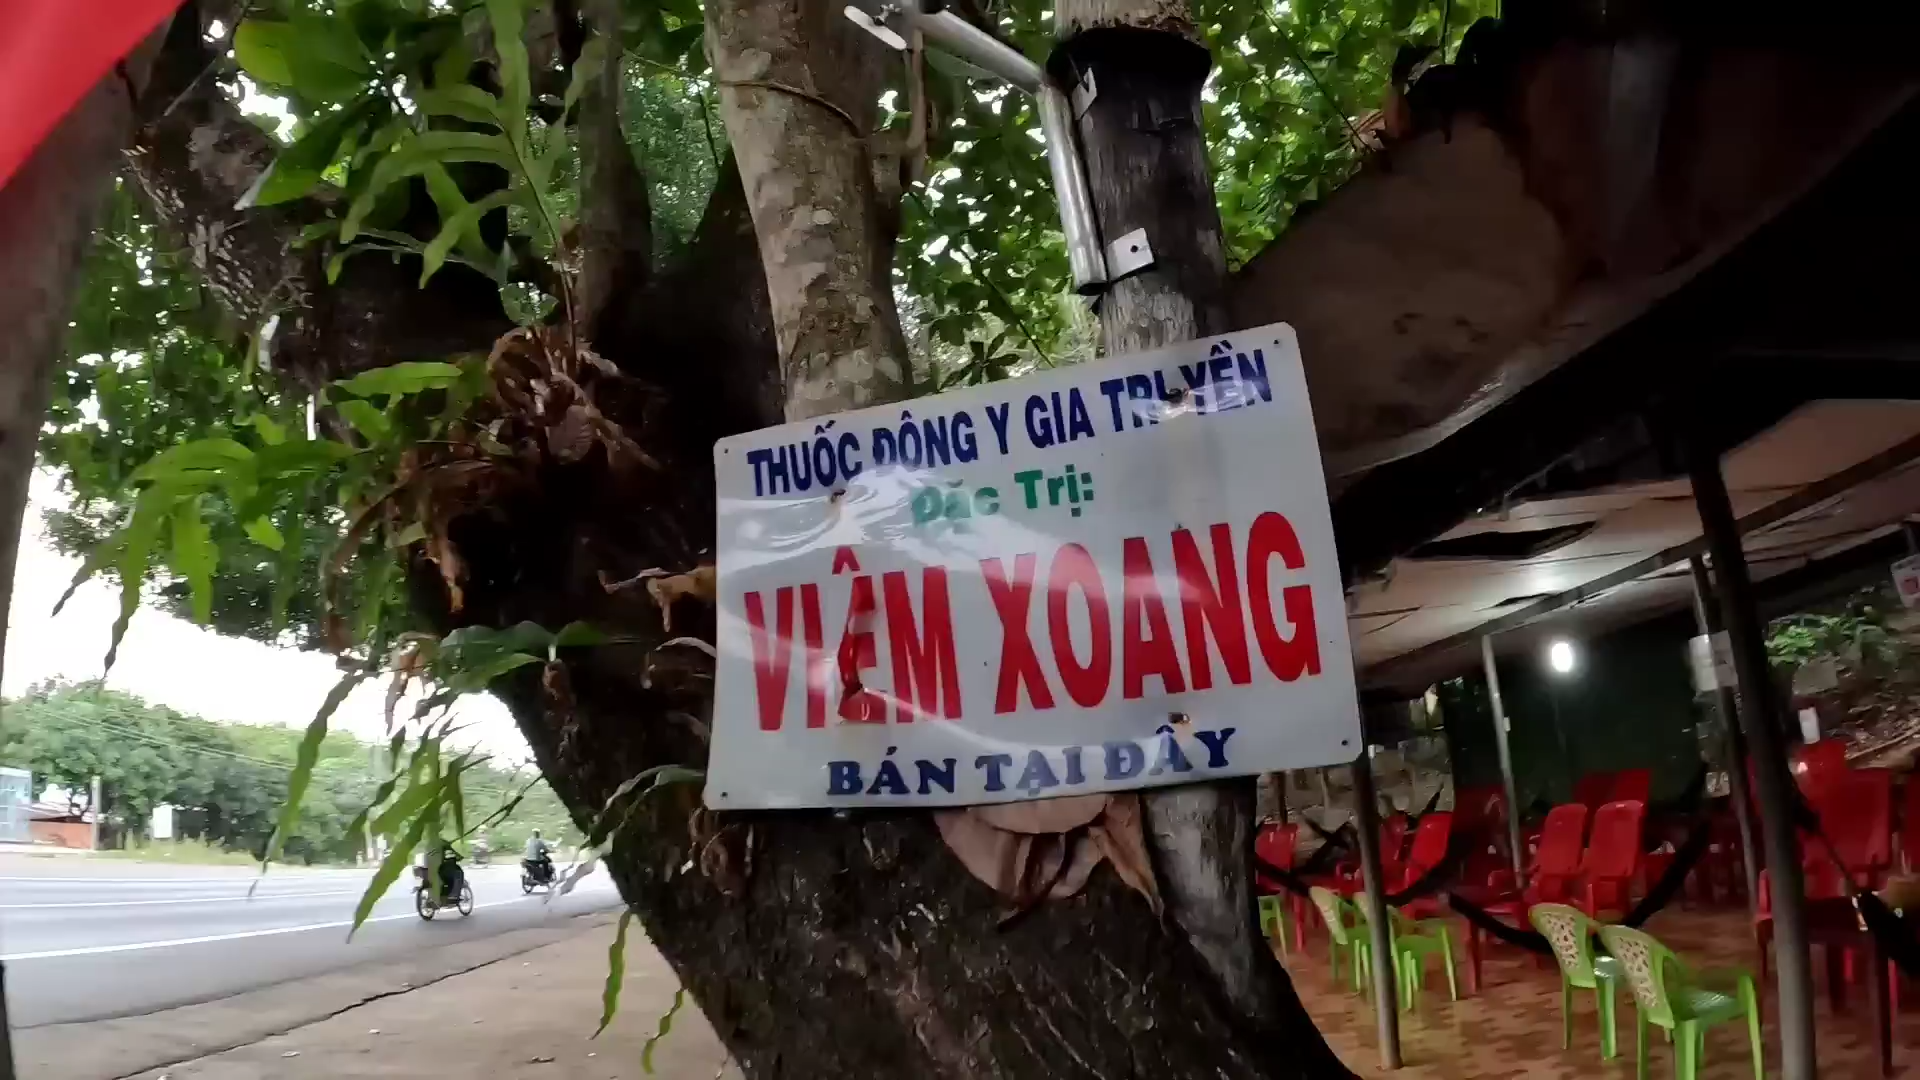 THUỐC ĐÔNG Y GIA TRUYỀN
Đặc Trị:
VIÊM XOANG
BÁN TẠI ĐÂY